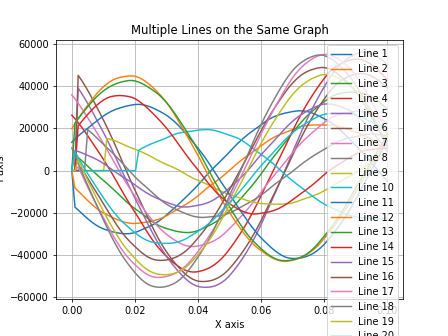 Multiple Lines on the Same Graph
60000
40000
20000
0
−20000
−40000
−60000
0.00
0.02
0.04
0.06
0.08
X axis
axis
Line 1
Line 2
Line 3
Line 4
Line 5
Line 6
Line 7
Line 8
Line 9
Line 10
Line 11
Line 12
Line 13
Line 14
Line 15
Line 16
Line 17
Line 18
Line 19
Line 20